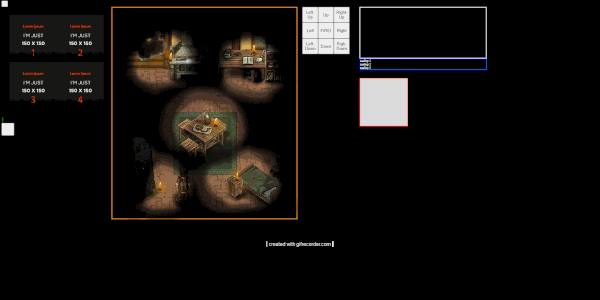 Lorem Ipsum
I'M JUST
150 X 150
1
Lorem Ipsum
I'M JUST
150 X 150
2
Lorem Ipsum
I'M JUST
150 X 150
3
Lorem Ipsum
I'M JUST
150 X 150
4
Left Up
Up
Right Up
Left
Right
Left Down
Down
Right Down
created with gifrecorder.com